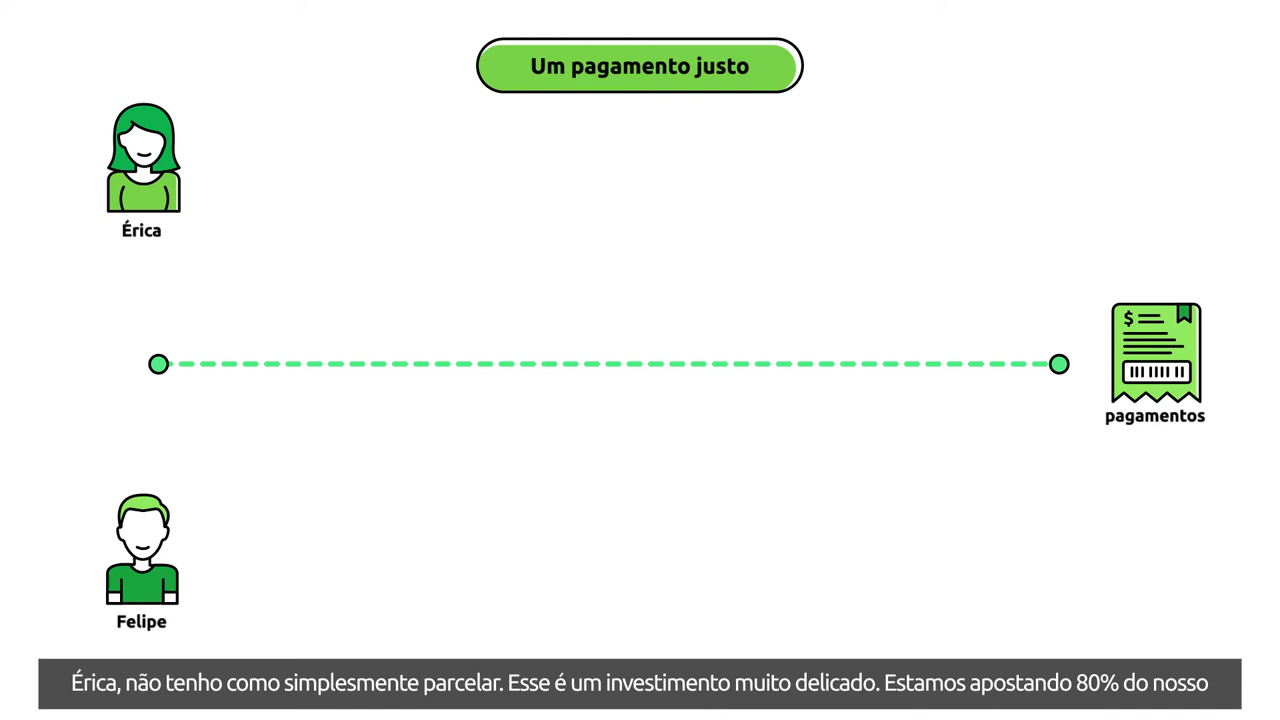 Um pagamento justo
Érica
$
pagamentos
Felipe
Érica, não tenho como simplesmente parcelar. Esse é um investimento muito delicado. Estamos apostando 80% do nosso